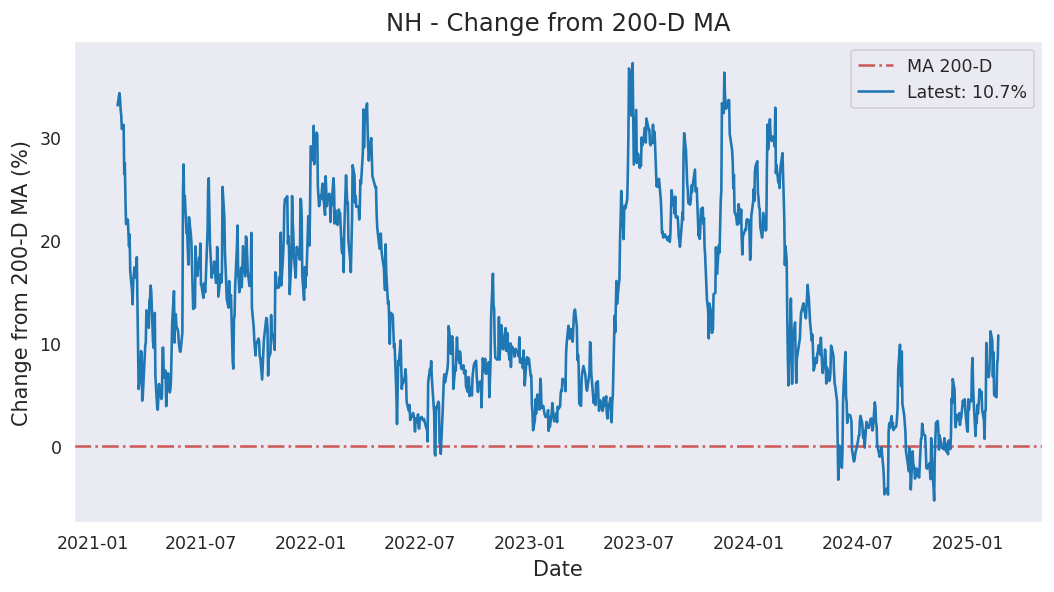 NH - Change from 200-D MA
MA 200-D
Latest: 10.7%
Change from 200-D MA (%)
30
20
10
0
2021-01 2021-07 2022-01 2022-07 2023-01 2023-07 2024-01 2024-07 2025-01
Date